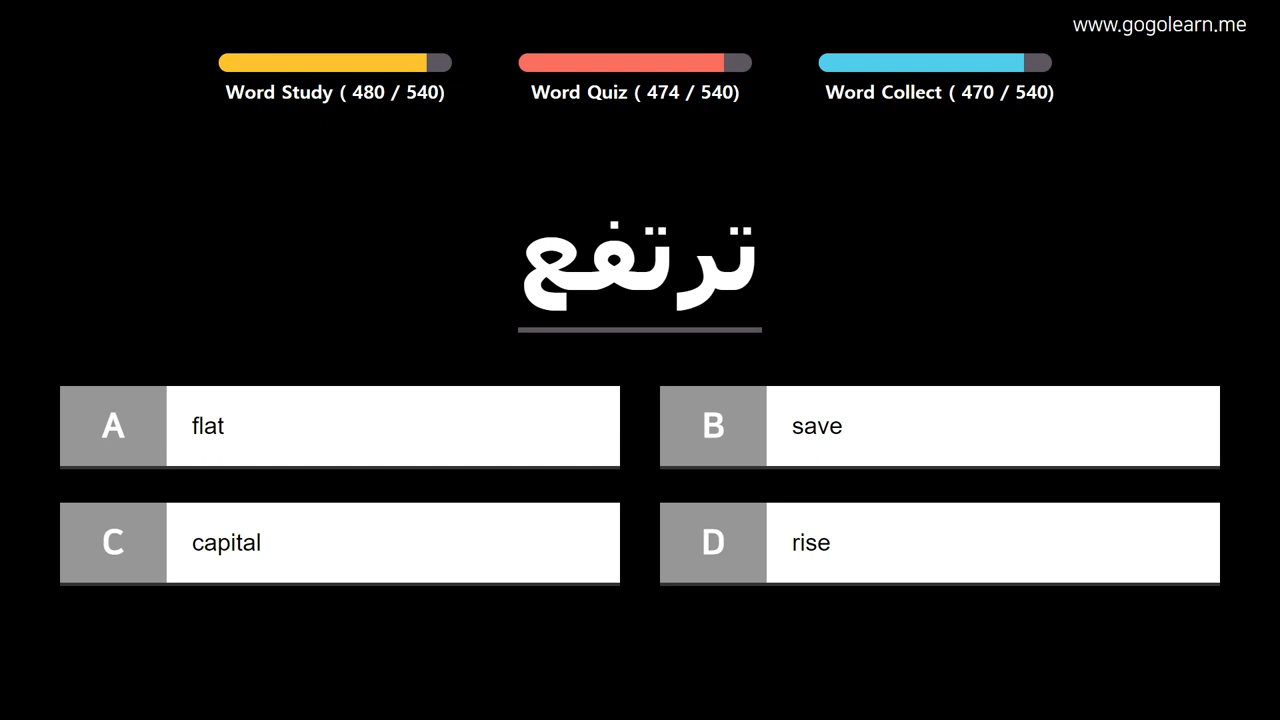 www.gogolearn.me
Word Study ( 480 / 540)
Word Quiz ( 474 / 540)
Word Collect ( 470 / 540)
ترتفع
A flat
B save
C capital
D rise